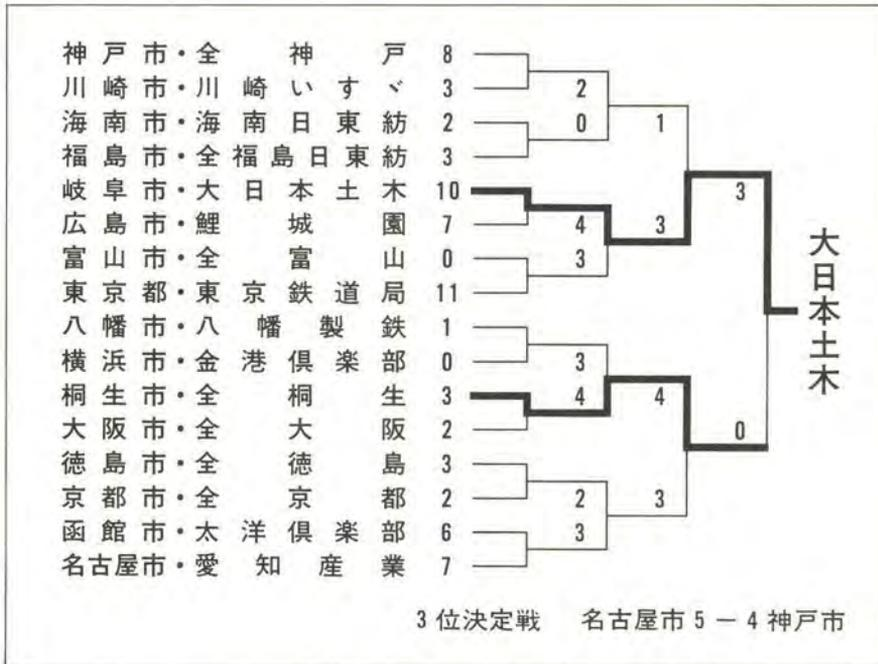 神戸市・全神戸 8
川崎市・川崎いすゞ 3
海南市・海南日東紡 2
福島市・全福島日東紡 3
岐阜市・大日本土木 10
広島市・鯉城園 7
富山市・全富山 0
東京都・東京鉄道局 11
八幡市・八幡製鉄 1
横浜市・金港倶楽部 0
桐生市・全桐生 3
大阪市・全大阪 2
徳島市・全徳島 3
京都市・全京都 2
函館市・太洋倶楽部 6
名古屋市・愛知産業 7
2
0
4
3
3
4
2
3
1
3
4
3
3
0
大日本土木
3位決定戦 名古屋市5－4神戸市